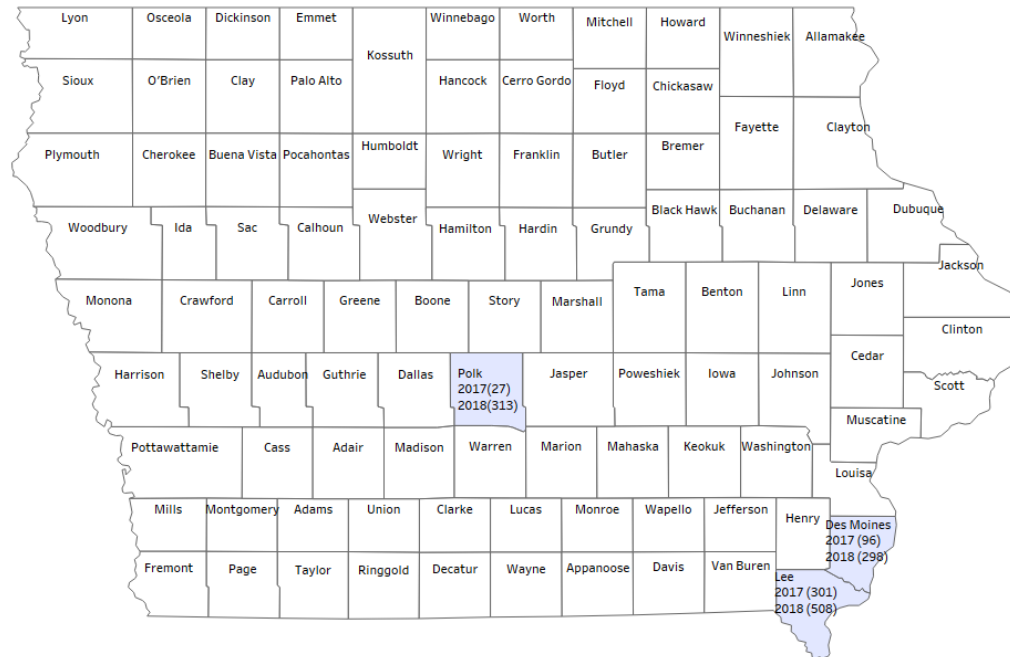 Lyon
Osceola
Dickinson
Emmet
Kossuth
Winnebago
Worth
Mitchell
Howard
Winneshiek
Allamakee
Sioux
O'Brien
Clay
Palo Alto
Hancock
Cerro Gordo
Floyd
Chickasaw
Fayette
Clayton
Plymouth
Cherokee
Buena Vista
Pocahontas
Humboldt
Wright
Franklin
Butler
Bremer
Woodbury
Ida
Sac
Calhoun
Webster
Hamilton
Hardin
Grundy
Black Hawk
Buchanan
Delaware
Dubuque
Jackson
Monona
Crawford
Carroll
Greene
Boone
Story
Marshall
Tama
Benton
Linn
Jones
Clinton
Harrison
Shelby
Audubon
Guthrie
Dallas
Polk
2017(27)
2018(313)
Jasper
Poweshiek
Iowa
Johnson
Cedar
Scott
Muscatine
Pottawattamie
Cass
Adair
Madison
Warren
Marion
Mahaska
Keokuk
Washington
Louisa
Mills
Montgomery
Adams
Union
Clarke
Lucas
Monroe
Wapello
Jefferson
Henry
Des Moines
2017 (96)
2018 (298)
Fremont
Page
Taylor
Ringgold
Decatur
Wayne
Appanoose
Davis
Van Buren
Lee
2017 (301)
2018 (508)